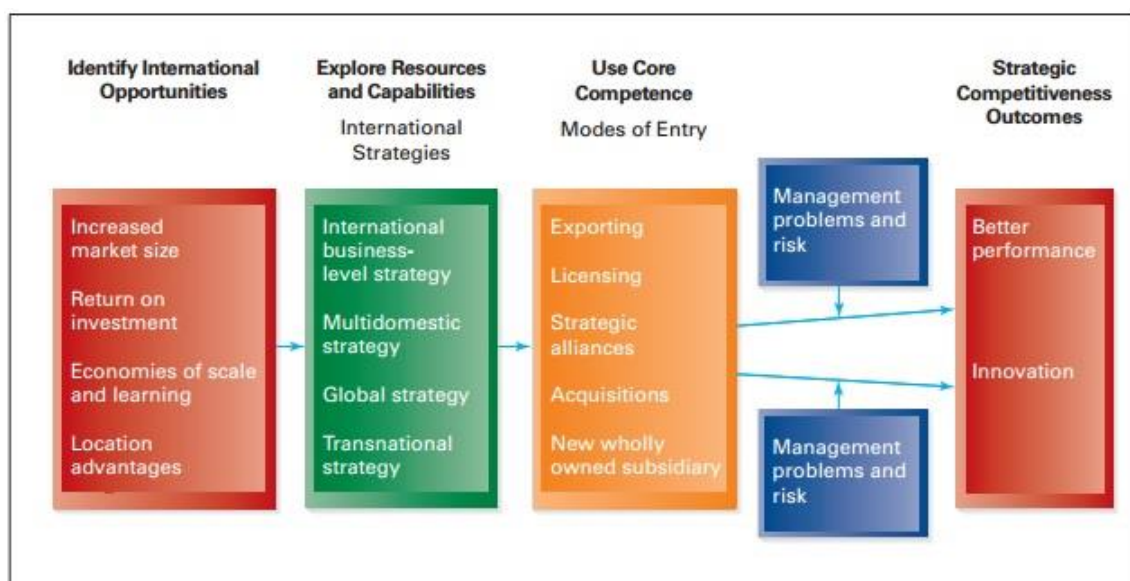 Identify International
Opportunities
Explore Resources
and Capabilities
International
Strategies
Use Core
Competence
Modes of Entry
Strategic
Competitiveness
Outcomes
Increased
market size
Return on
investment
Economies of scale
and learning
Location
advantages
International
business-
level strategy
Multidomestic
strategy
Global strategy
Transnational
strategy
Exporting
Licensing
Strategic
alliances
Acquisitions
New wholly
owned subsidiary
Management
problems and
risk
Management
problems and
risk
Better
performance
Innovation